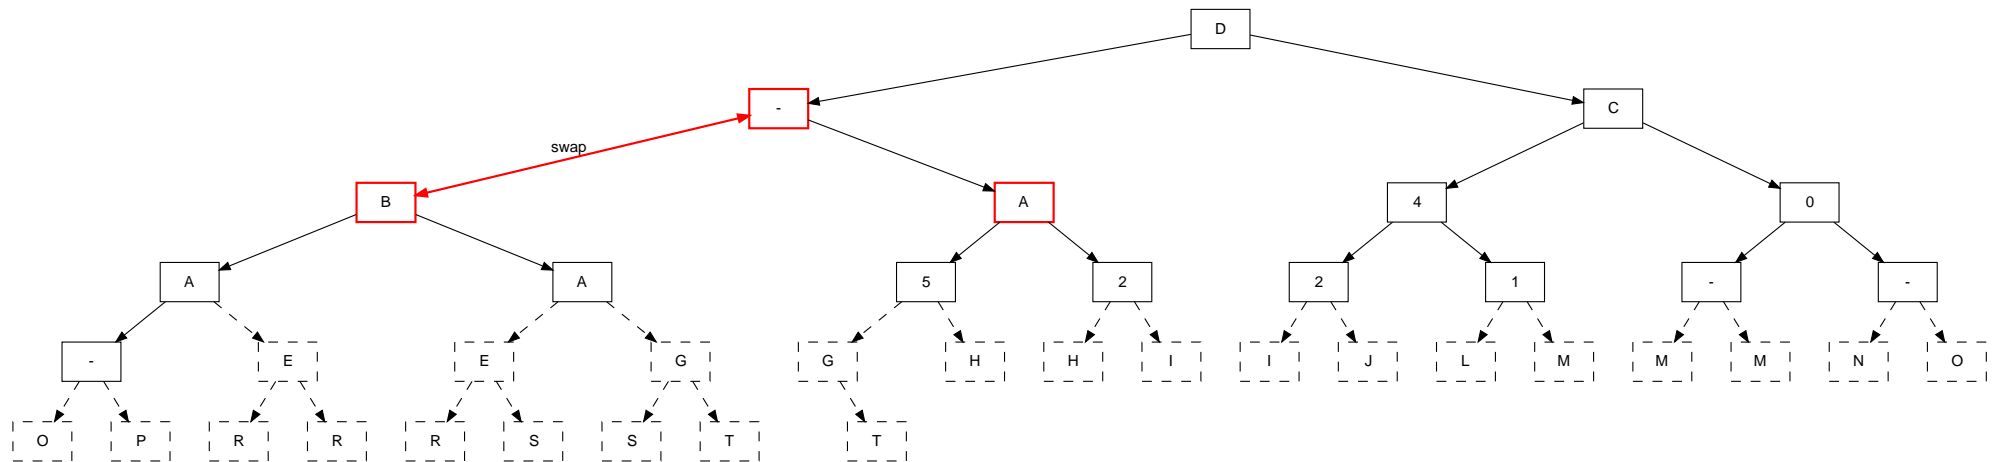 D
- C
swap
B A 4 0
A A 5 2 2 1 - -
- E E G G H H I I J L M M M N O
O P R R R S S T T